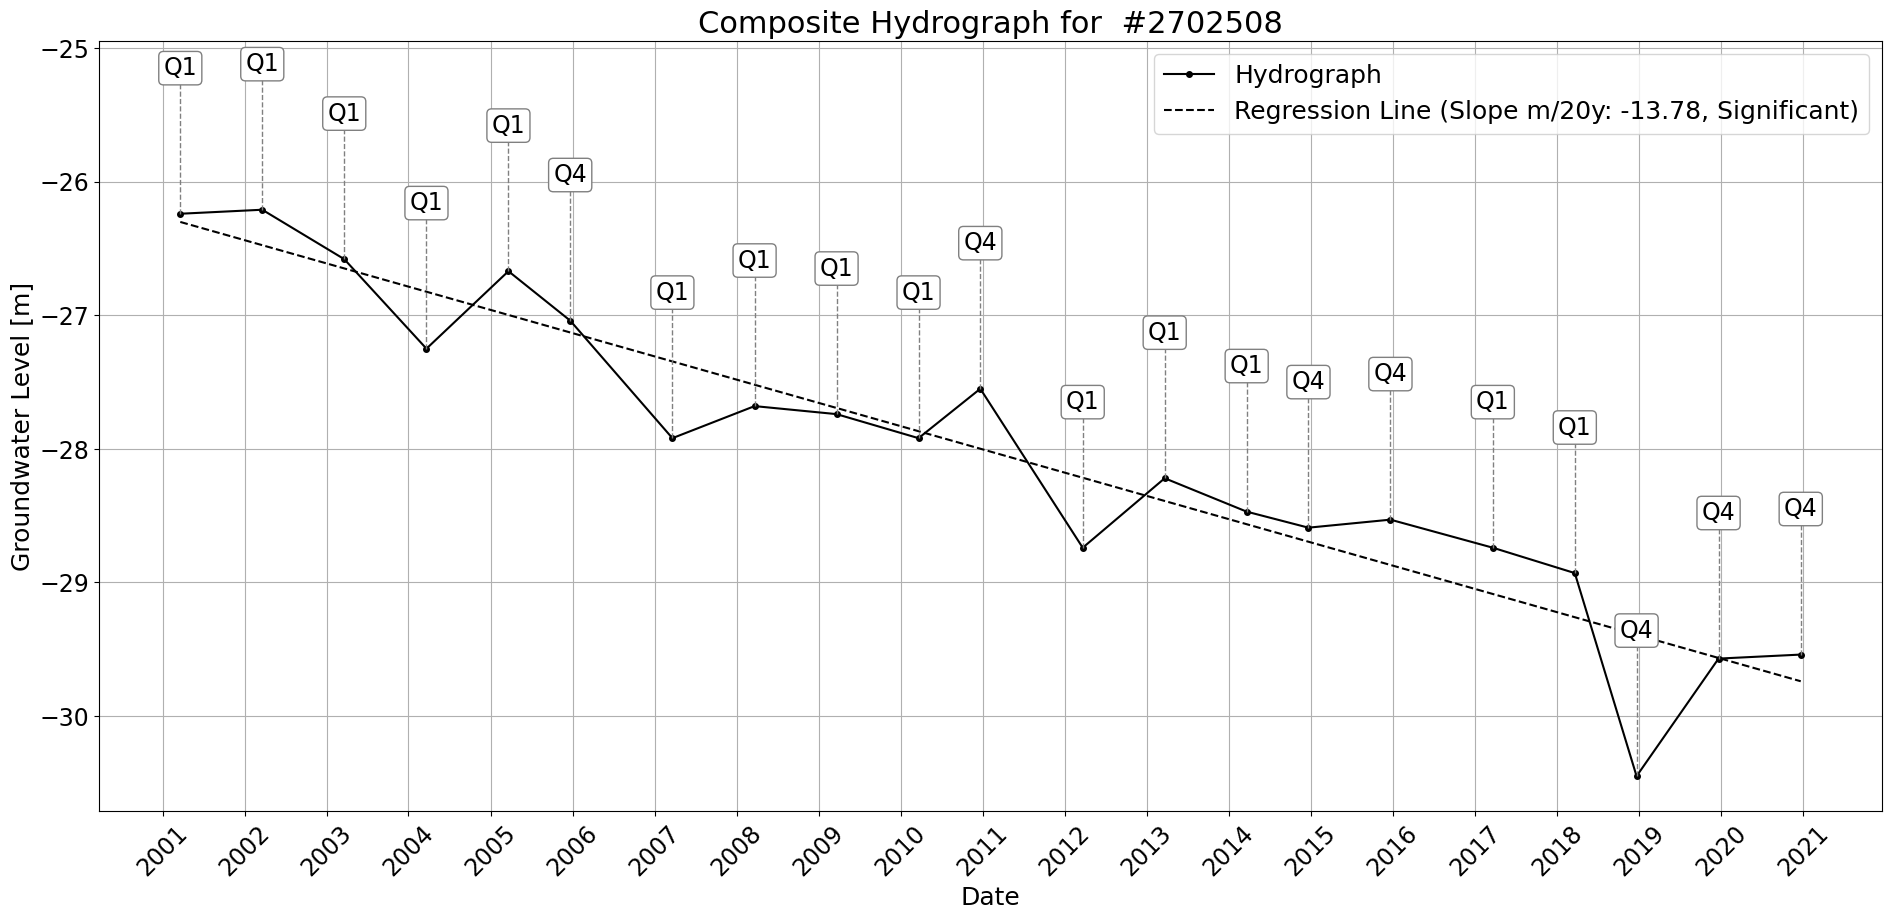 Composite Hydrograph for  #2702508
Hydrograph
Regression Line (Slope m/20y: -13.78, Significant)
Groundwater Level [m]
−25
−26
−27
−28
−29
−30
Q1
Q1
Q1
Q1
Q1
Q4
Q1
Q1
Q1
Q1
Q4
Q1
Q1
Q1
Q4
Q4
Q1
Q1
Q4
Q4
Q4
2001
2002
2003
2004
2005
2006
2007
2008
2009
2010
2011
2012
2013
2014
2015
2016
2017
2018
2019
2020
2021
Date